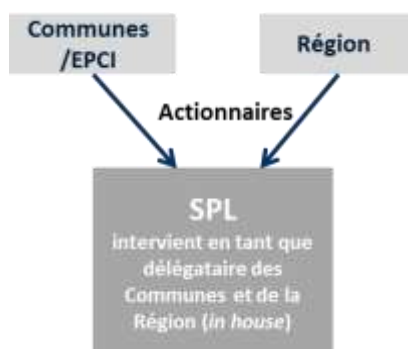 Communes
/EPCI
Région
Actionnaires
SPL
intervient en tant que
délégataire des
Communes et de la
Région (in house)